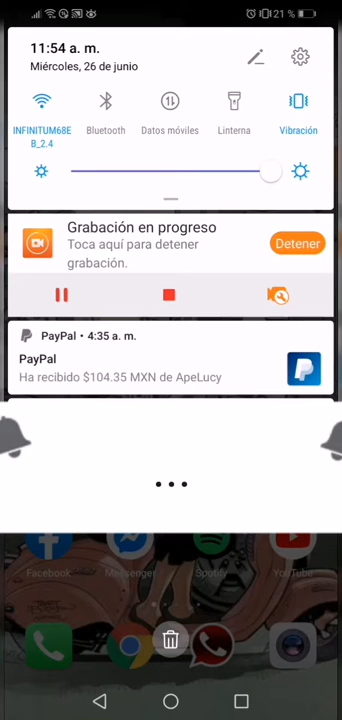 21 %
11:54 a. m.
Miércoles, 26 de junio
INFINITUM68E
B_2.4
Bluetooth
Datos móviles
Linterna
Vibración
Grabación en progreso
Toca aquí para detener
grabación.
Detener
PayPal • 4:35 a. m.
PayPal
Ha recibido $104.35 MXN de ApeLucy
Facebook
Messenger
Spotify
YouTube